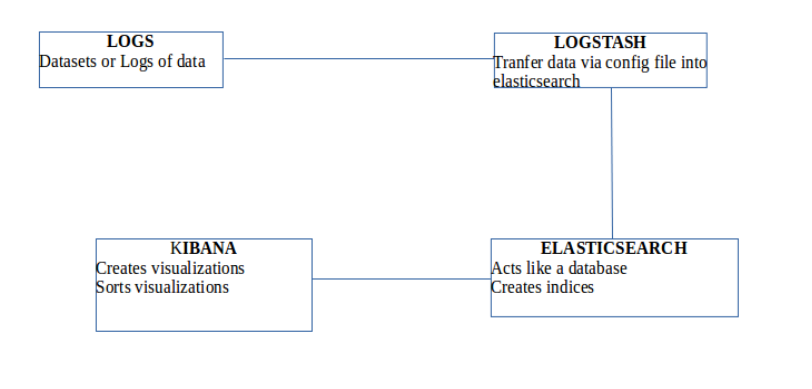 LOGS
Datasets or Logs of data
LOGSTASH
Tranfer data via config file into
elasticsearch
KIBANA
Creates visualizations
Sorts visualizations
ELASTICSEARCH
Acts like a database
Creates indices